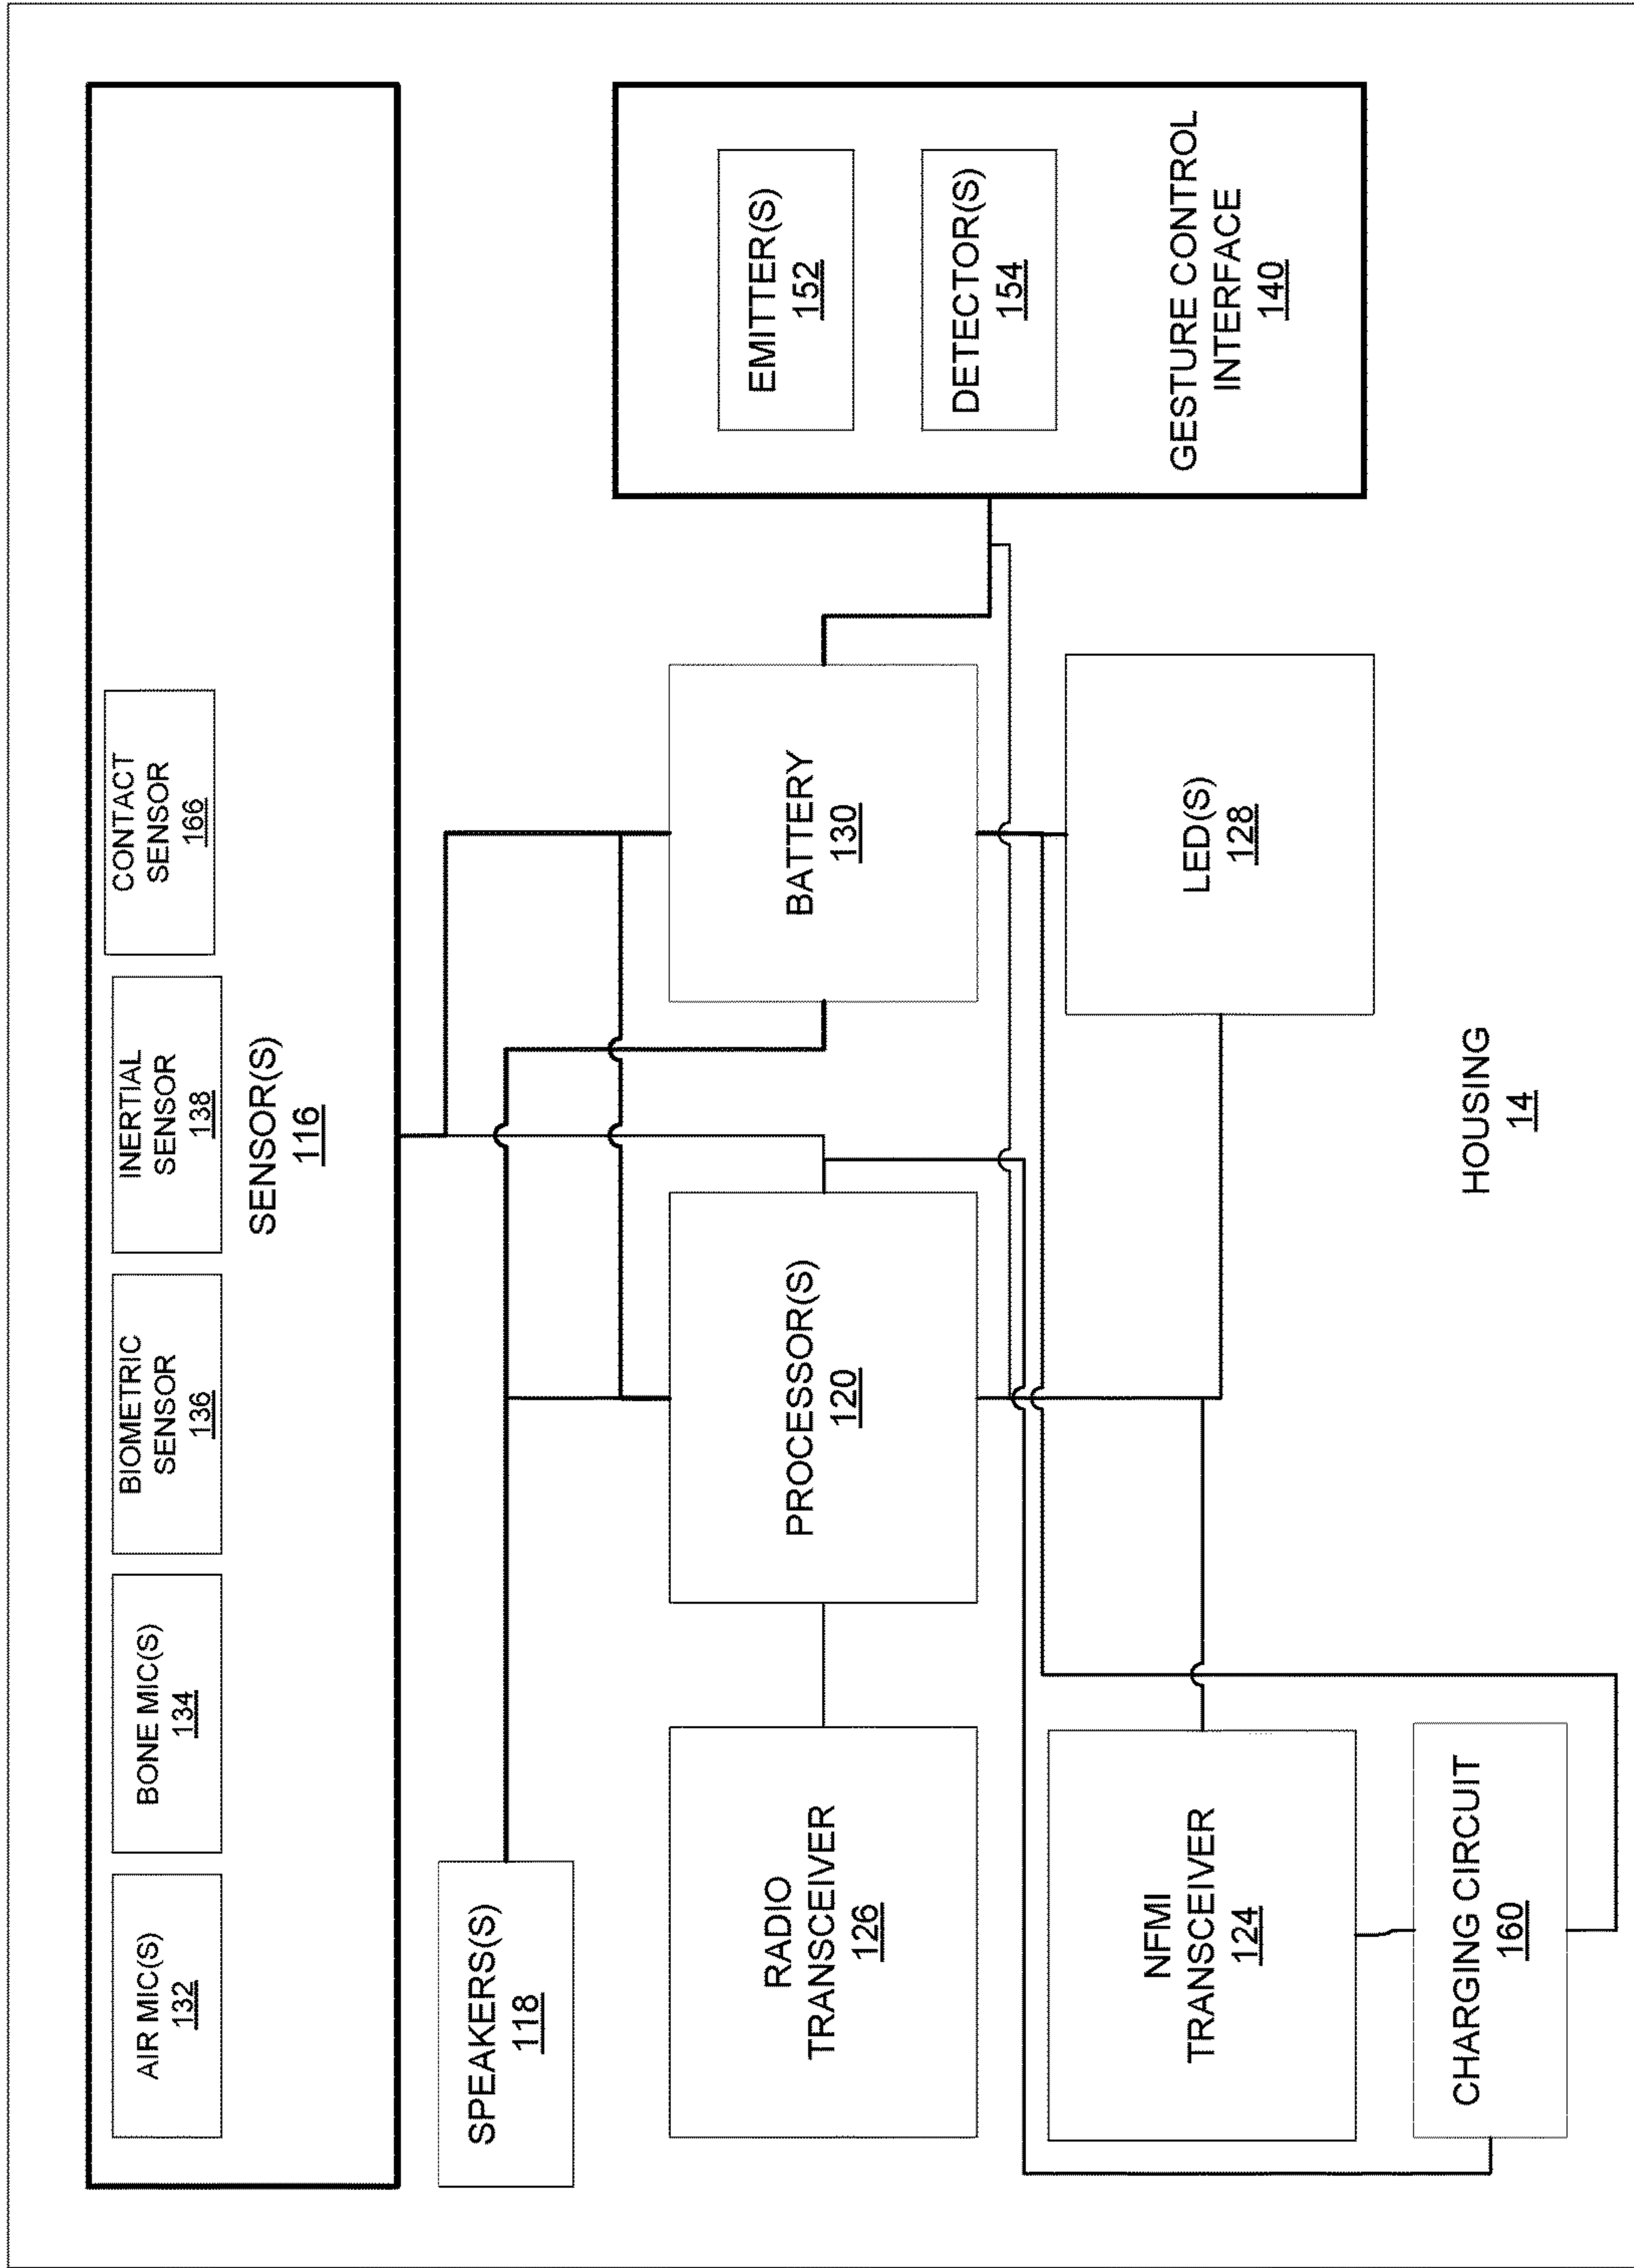 AIR MIC(S)
132
BONE MIC(S)
134
BIOMETRIC
SENSOR
136
INERTIAL
SENSOR
138
CONTACT
SENSOR
166
SENSOR(S)
116
SPEAKERS(S)
118
RADIO
TRANSCEIVER
126
PROCESSOR(S)
120
BATTERY
130
EMITTER(S)
152
DETECTOR(S)
154
GESTURE CONTROL
INTERFACE
140
NFMI
TRANSCEIVER
124
LED(S)
128
CHARGING CIRCUIT
160
HOUSING
14